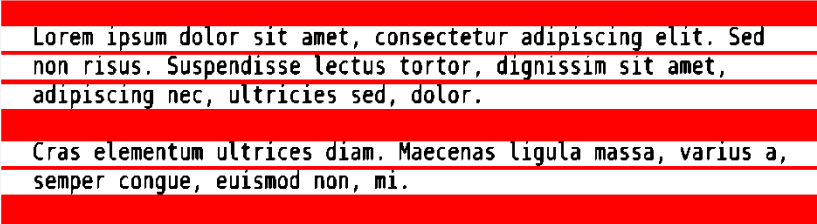 Lorem ipsum dolor sit amet, consectetur adipiscing elit. Sed
non risus. Suspendisse lectus tortor, dignissim sit amet,
adipiscing nec, ultricies sed, dolor.
Cras elementum ultrices diam. Maecenas ligula massa, varius a,
semper congue, euismod non, mi.